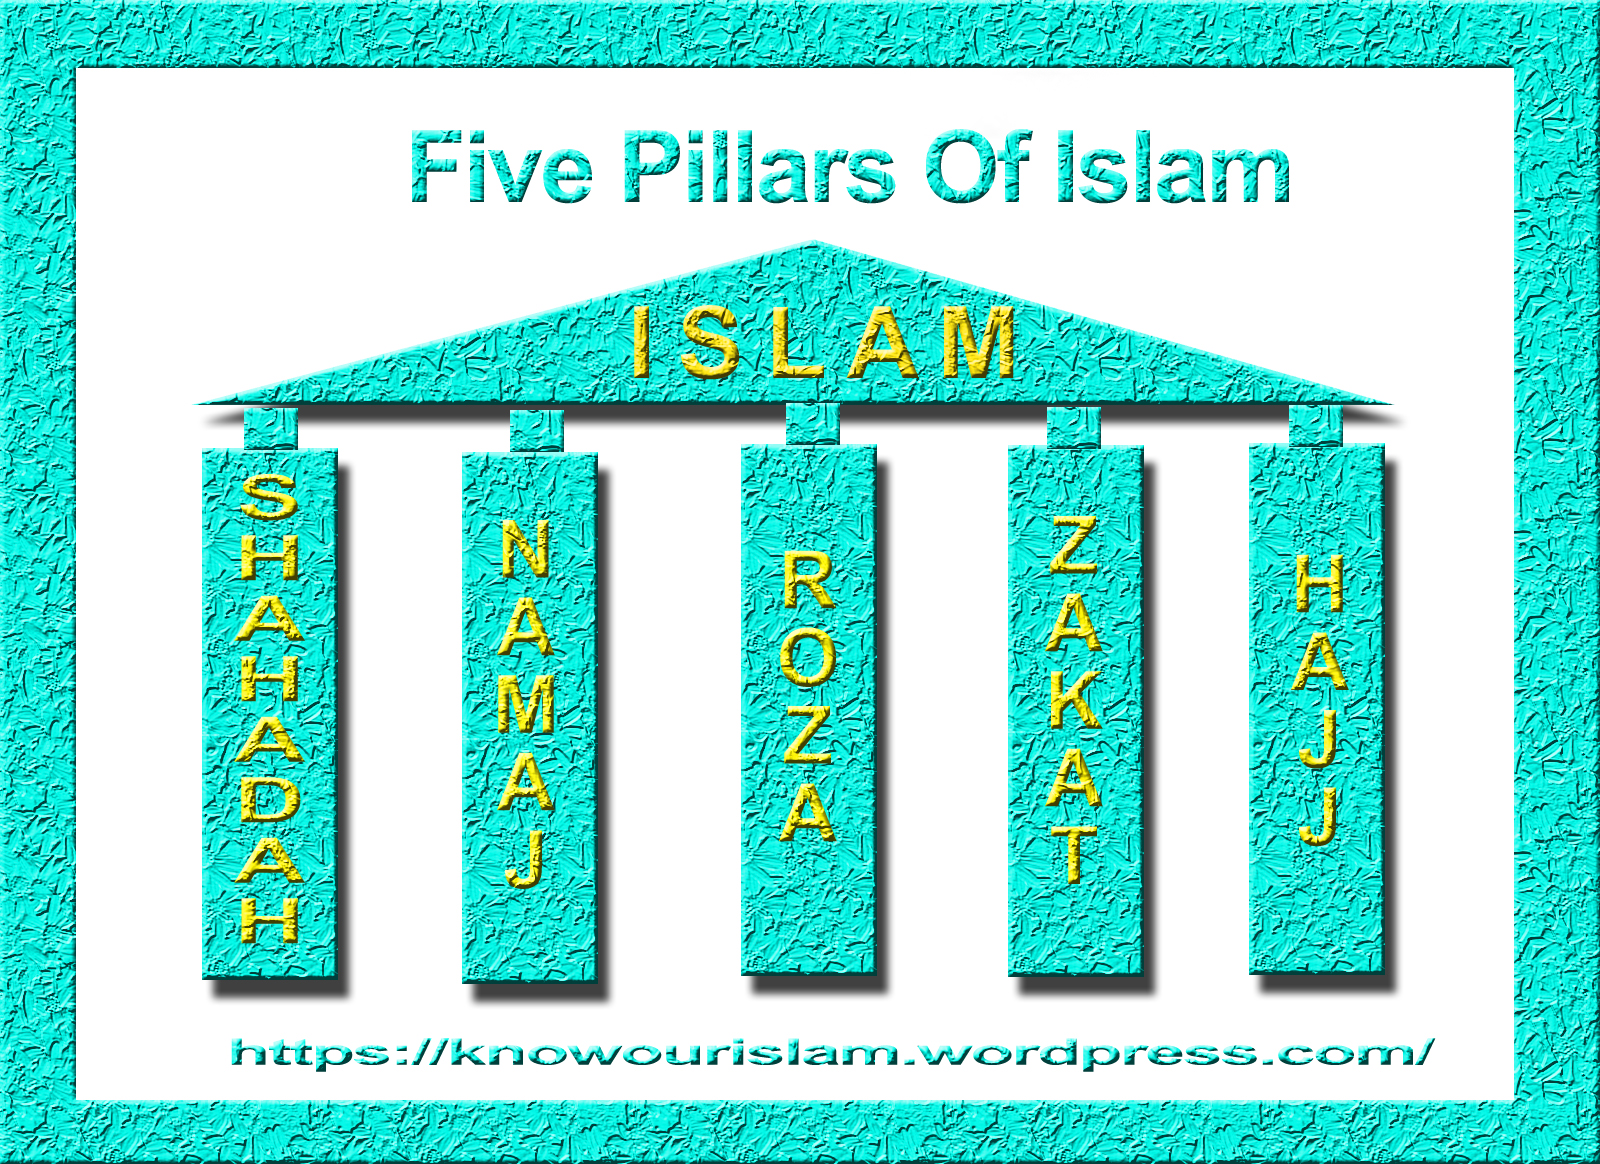 Five Pillars Of Islam
ISLAM
SHAHADAH
NAMAJ
ROZA
ZAKAT
HAJJ
https://knowourislam.wordpress.com/